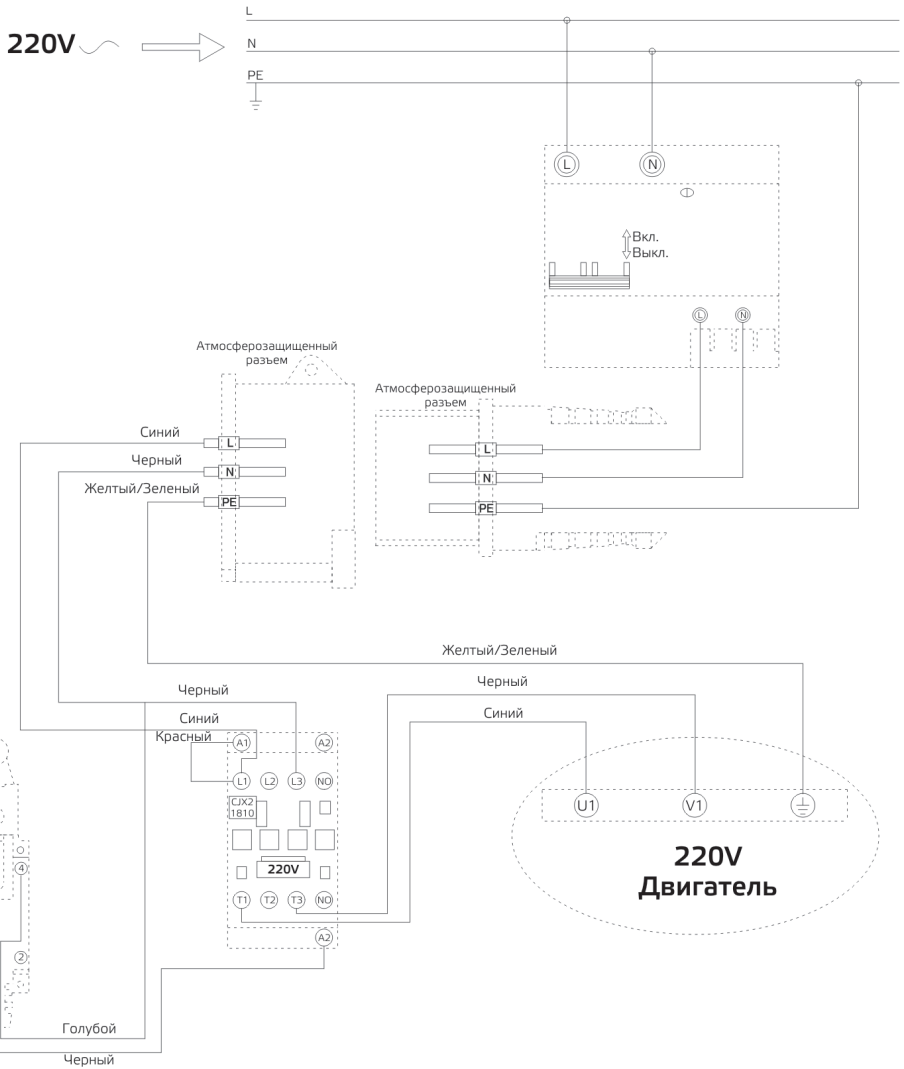 L
220V
N
PE
L N
Вкл.
Выкл.
L N
Атмосферозащищенный
разъем
Атмосферозащищенный
разъем
Синий
L
L
Черный
N
N
Желтый/Зеленый
PE
PE
Желтый/Зеленый
Черный
Черный
Синий
Синий
Красный
A1 A2
L1 L2 L3 NO
CJX2
1810
U1 V1
220V
220V
Двигатель
4
T1 T2 T3 NO
A2
2
Голубой
Черный